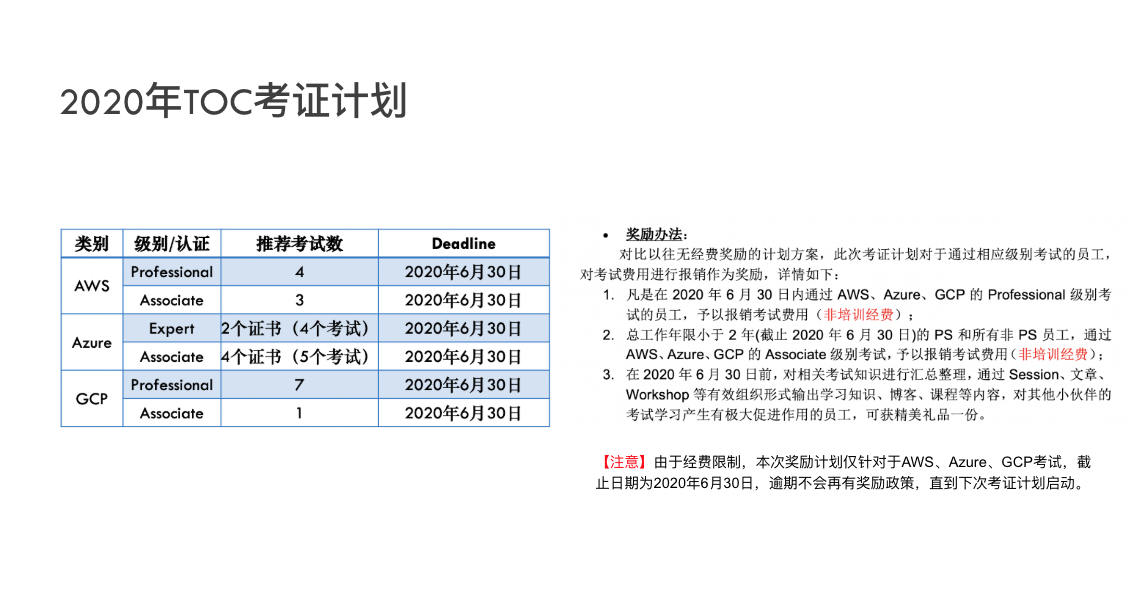 2020年TOC考证计划
类别 级别/认证 推荐考试数 Deadline
AWS Professional 4 2020年6月30日
Associate 3 2020年6月30日
Azure Expert 2个证书（4个考试） 2020年6月30日
Associate 4个证书（5个考试） 2020年6月30日
GCP Professional 7 2020年6月30日
Associate 1 2020年6月30日
• 奖励办法：
对比以往无经费奖励的计划方案，此次考证计划对于通过相应级别考试的员工，
对考试费用进行报销作为奖励，详情如下：
1. 凡是在 2020 年 6 月 30 日内通过 AWS、Azure、GCP 的 Professional 级别考
试的员工，予以报销考试费用（非培训经费）；
2. 总工作年限小于 2 年(截止 2020 年 6 月 30 日)的 PS 和所有非 PS 员工，通过
AWS、Azure、GCP 的 Associate 级别考试，予以报销考试费用（非培训经费）；
3. 在 2020 年 6 月 30 日前，对相关考试知识进行汇总整理，通过 Session、文章、
Workshop 等有效组织形式输出学习知识、博客、课程等内容，对其他小伙伴的
考试学习产生有极大促进作用的员工，可获精美礼品一份。
【注意】由于经费限制，本次奖励计划仅针对于AWS、Azure、GCP考试，截
止日期为2020年6月30日，逾期不会再有奖励政策，直到下次考证计划启动。